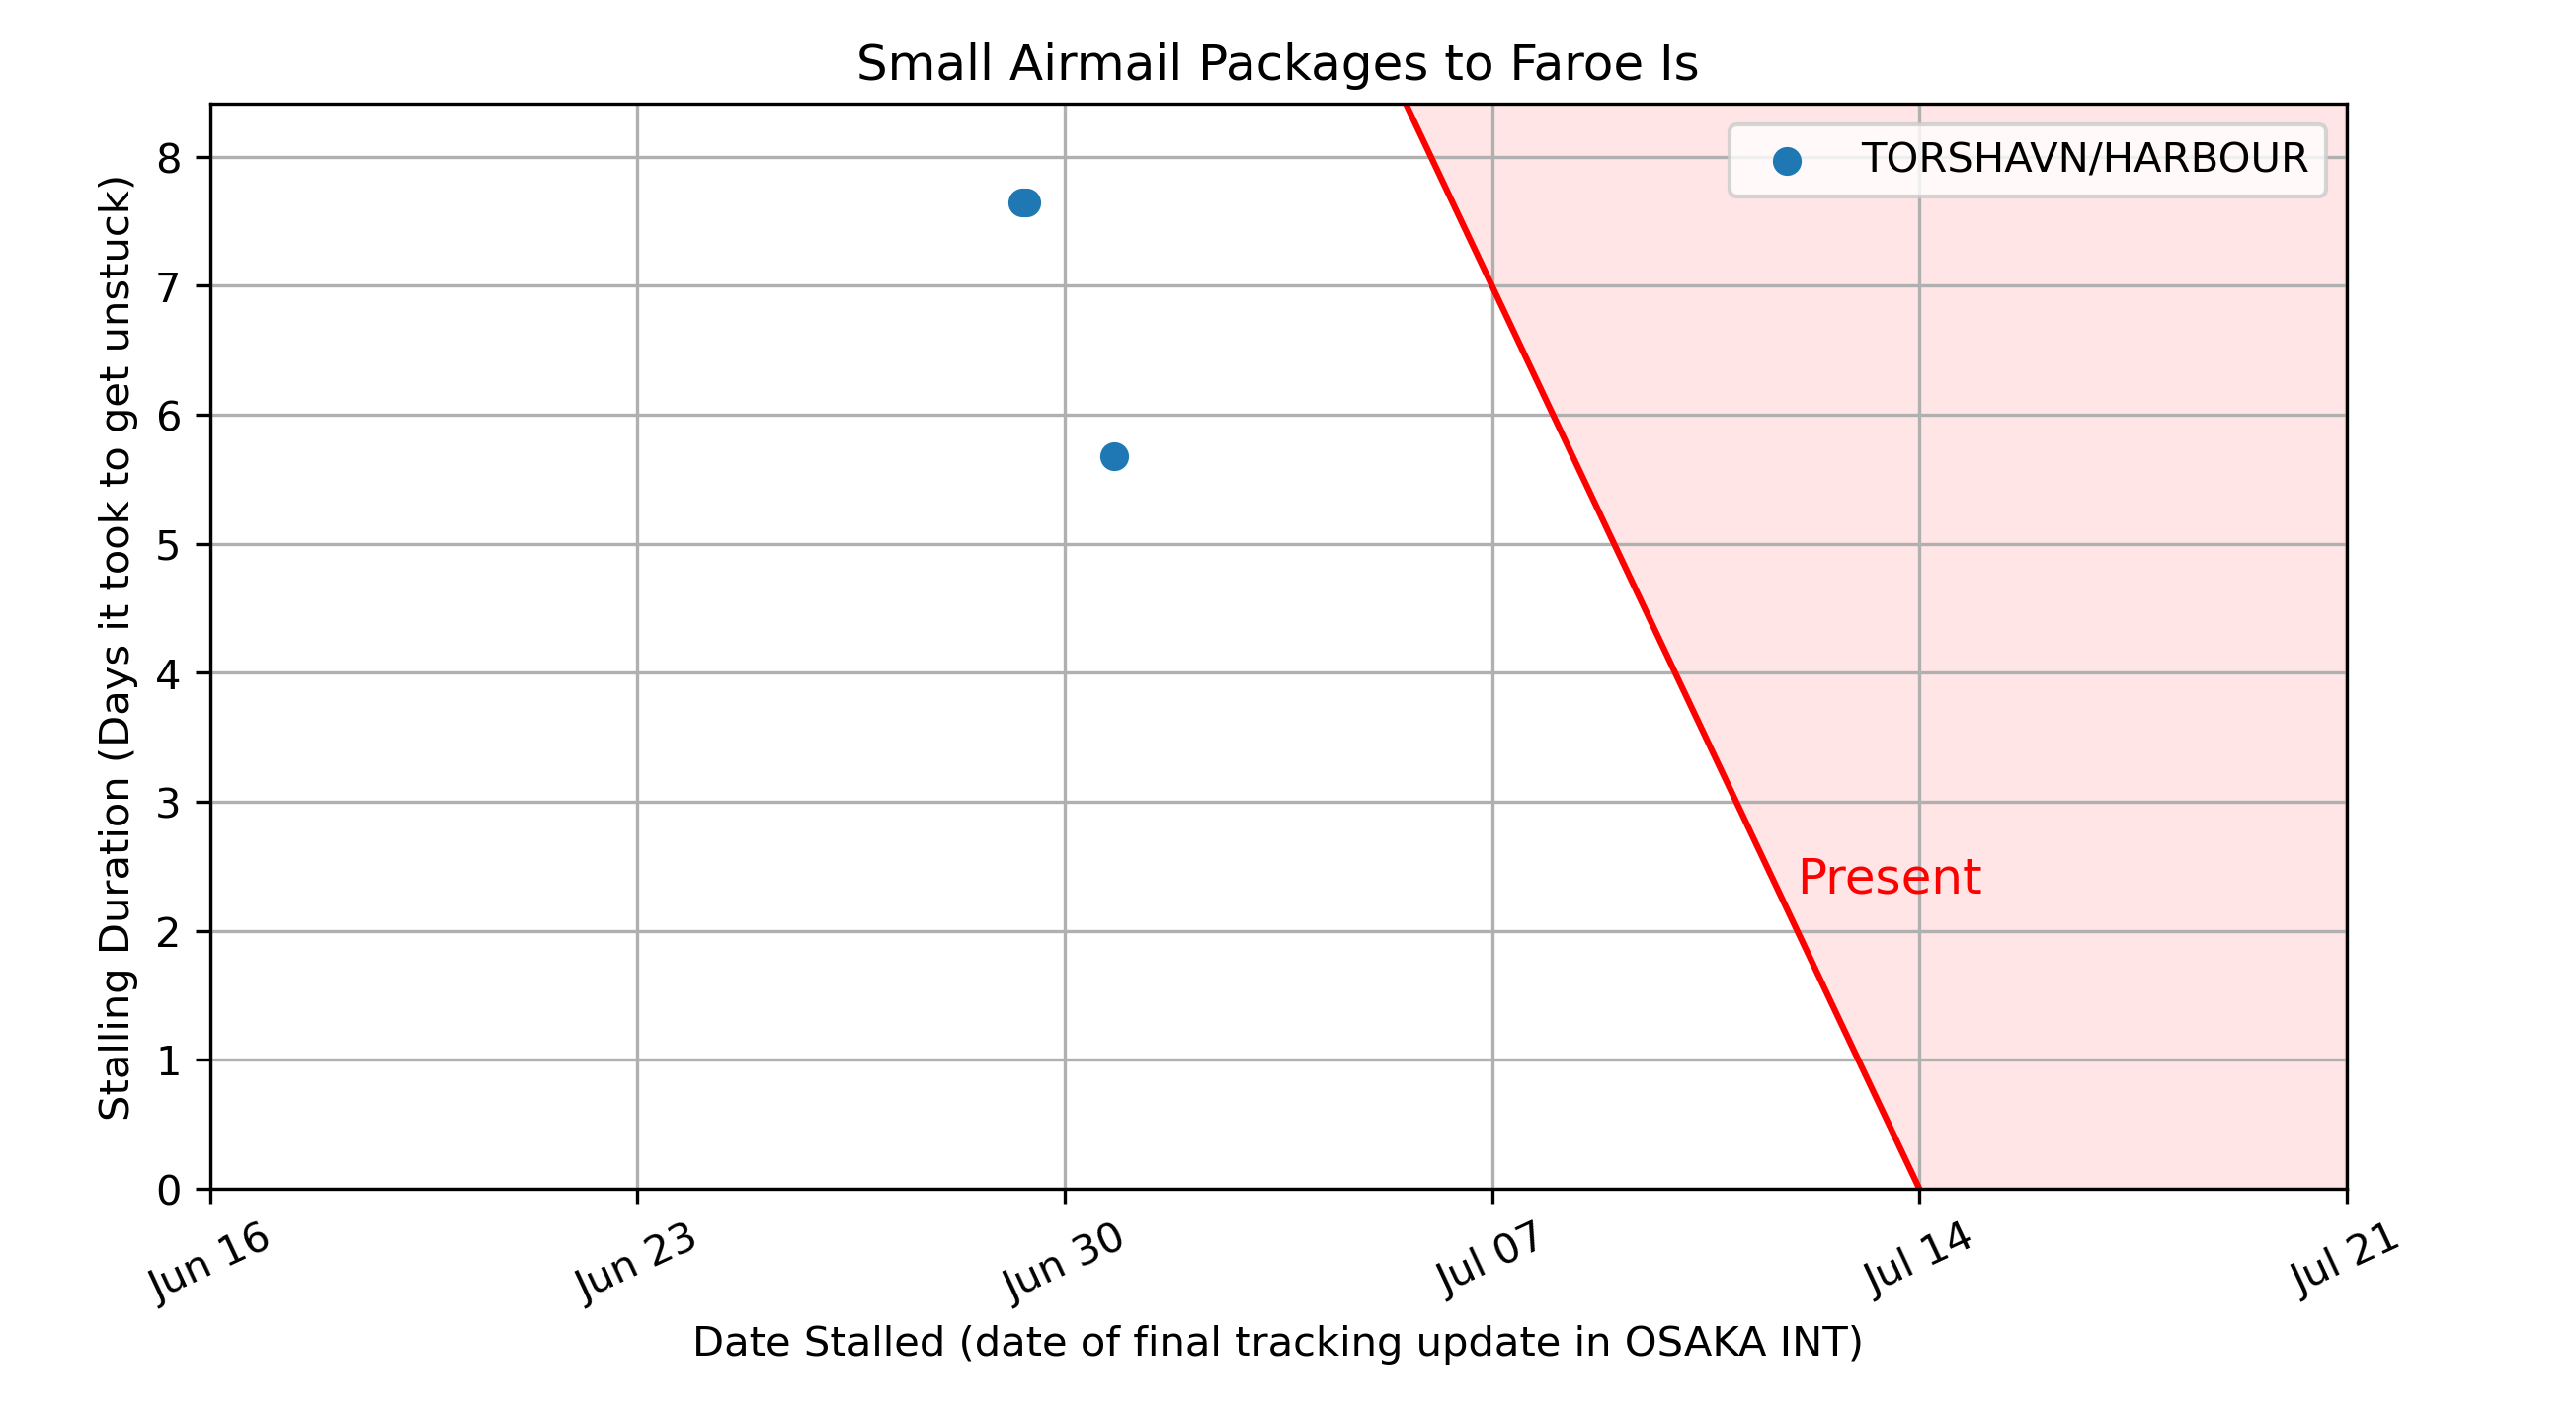 Small Airmail Packages to Faroe Is
TORSHAVN/HARBOUR
Stalling Duration (Days it took to get unstuck)
8
7
6
5
4
3
2
1
0
Present
Jun 16
Jun 23
Jun 30
Jul 07
Jul 14
Jul 21
Date Stalled (date of final tracking update in OSAKA INT)